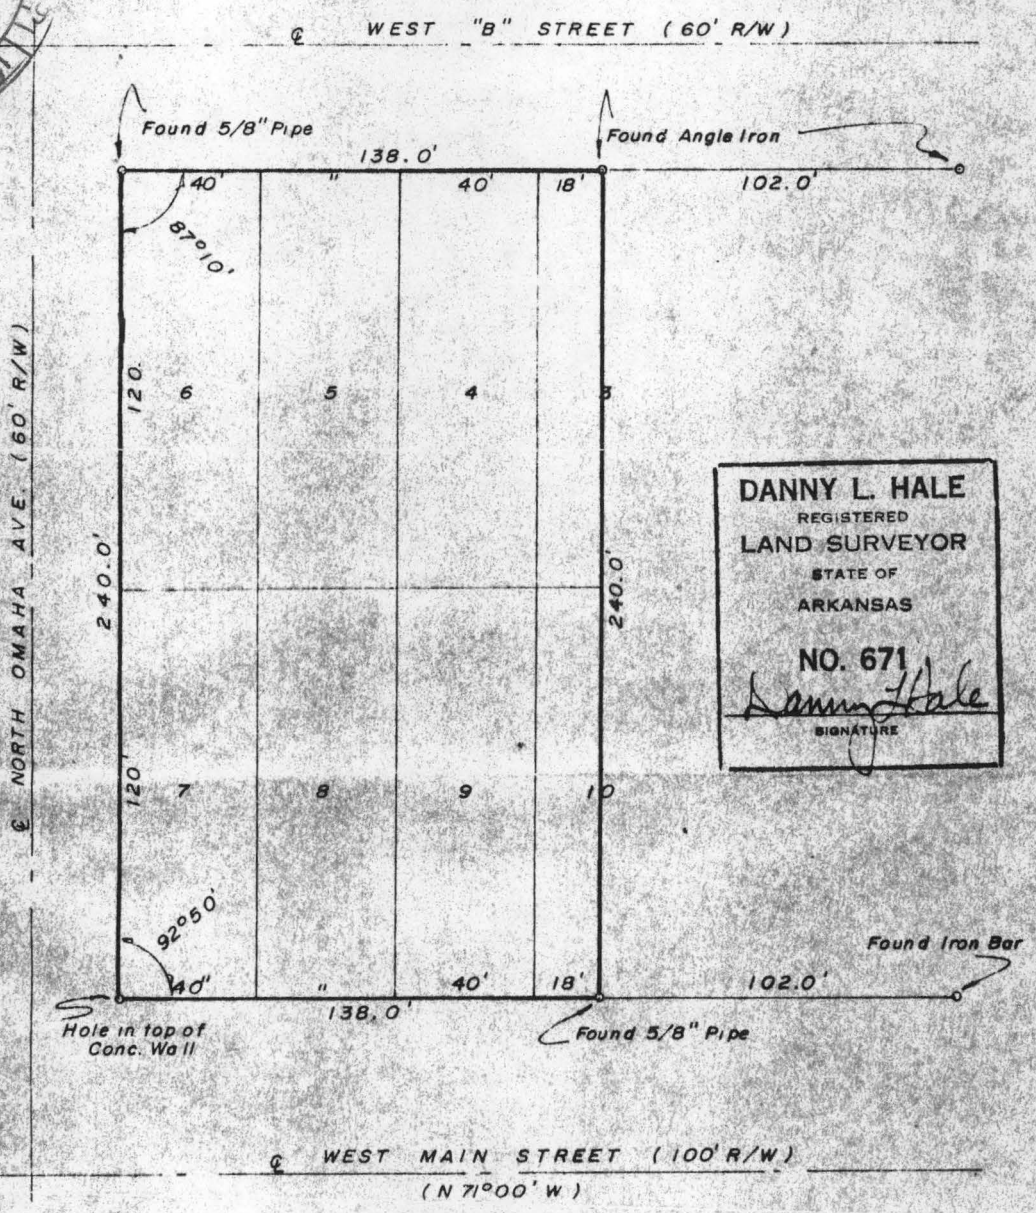 ℄ WEST "B" STREET (60' R/W)
Found 5/8" Pipe
Found Angle Iron
138.0'
40' " 40' 18' 102.0'
87°10'
℄ NORTH OMAHA AVE. (60' R/W)
120.
6 5 4 3
240.0'
240.0'
DANNY L. HALE
REGISTERED
LAND SURVEYOR
STATE OF
ARKANSAS
NO. 671
Danny L Hale
SIGNATURE
120'
7 8 9 10
92°50'
Found Iron Bar
40" " 40' 18' 102.0'
138.0'
Hole in top of
Conc. Wall
Found 5/8" Pipe
℄ WEST MAIN STREET (100' R/W)
(N 71°00' W)